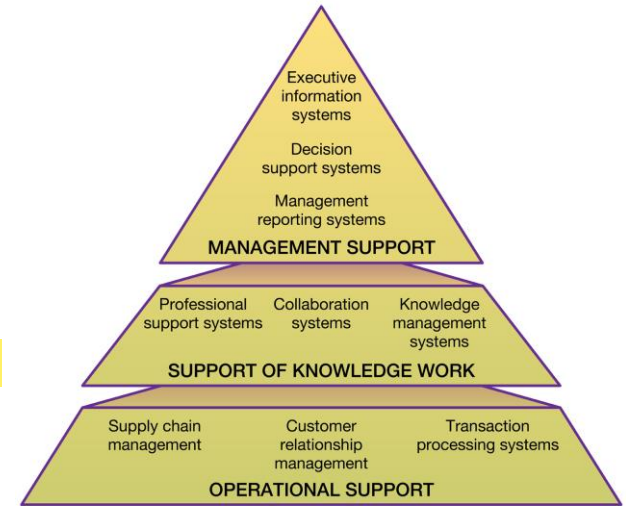 Executive
information
systems
Decision
support systems
Management
reporting systems
MANAGEMENT SUPPORT
Professional
support systems
Collaboration
systems
Knowledge
management
systems
SUPPORT OF KNOWLEDGE WORK
Supply chain
management
Customer
relationship
management
Transaction
processing systems
OPERATIONAL SUPPORT